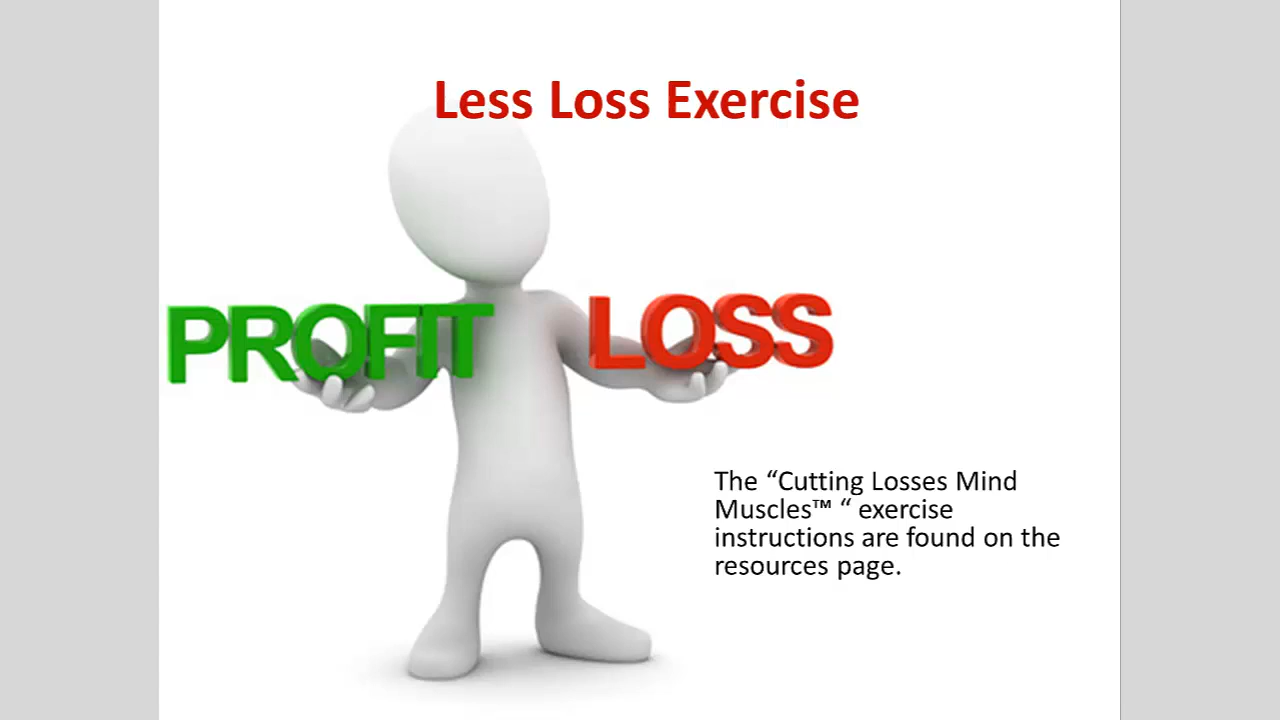 Less Loss Exercise
PROFIT LOSS
The “Cutting Losses Mind
Muscles™ “ exercise
instructions are found on the
resources page.